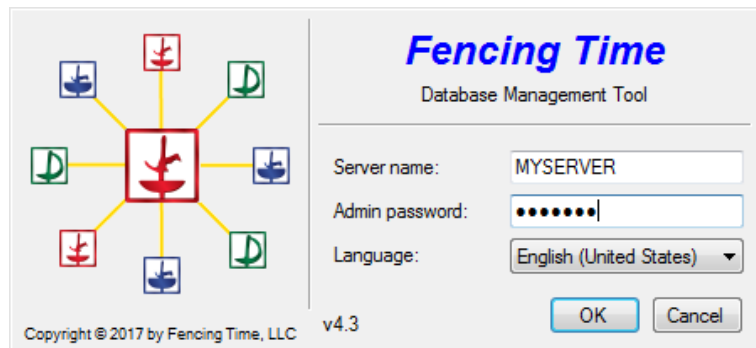 Fencing Time
Database Management Tool
Server name: MYSERVER
Admin password: •••••••
Language: English (United States)
OK Cancel
v4.3
Copyright © 2017 by Fencing Time, LLC